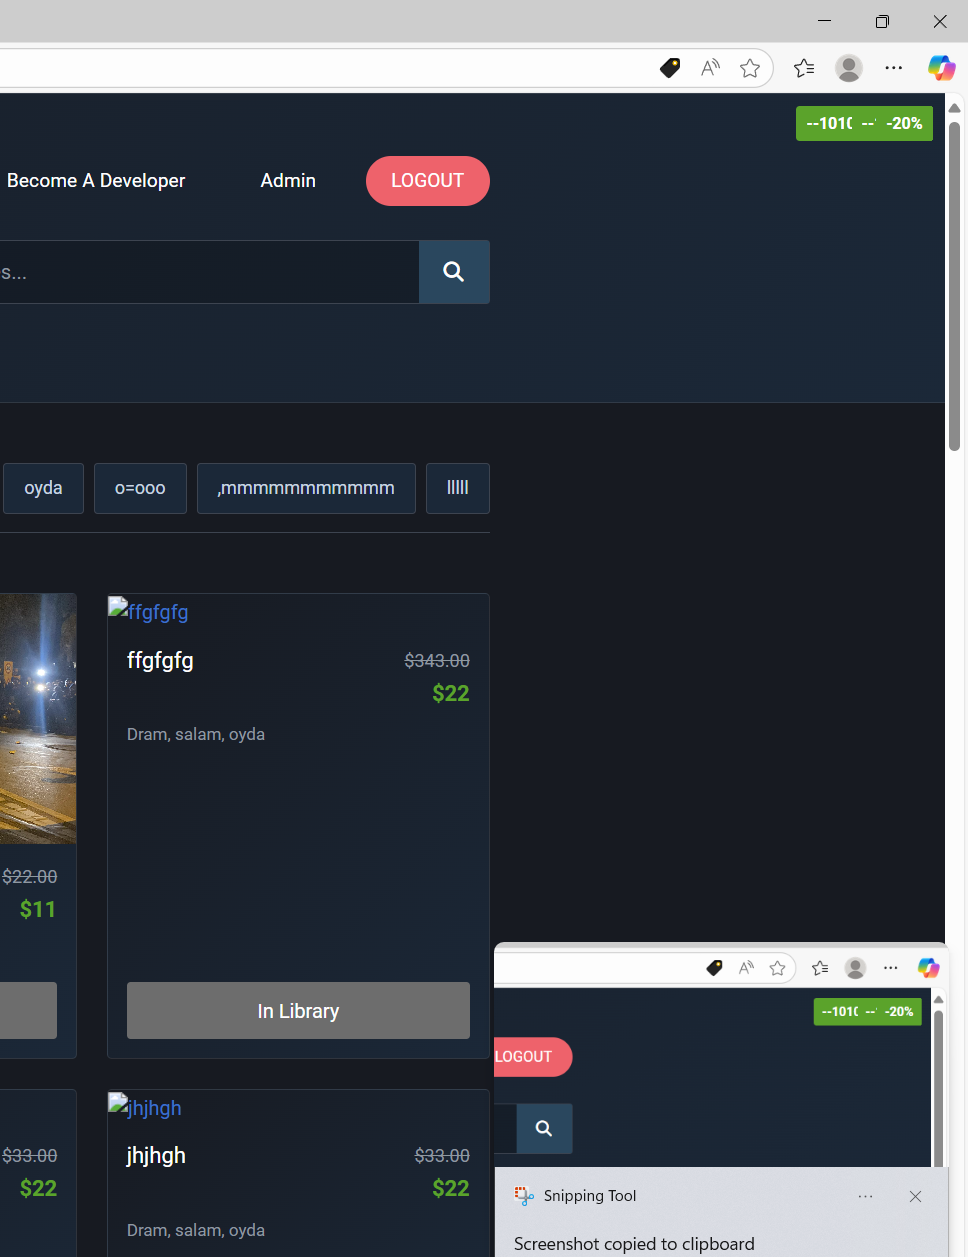 --1010 --' -20%
Become A Developer Admin LOGOUT
s...
oyda o=ooo ,mmmmmmmmmmm lllll
ffgfgfg
ffgfgfg $343.00
$22
Dram, salam, oyda
$22.00
$11
In Library
--1010 --' -20%
LOGOUT
jhjhgh
jhjhgh $33.00
$22
Dram, salam, oyda
$33.00
$22
Snipping Tool
Screenshot copied to clipboard